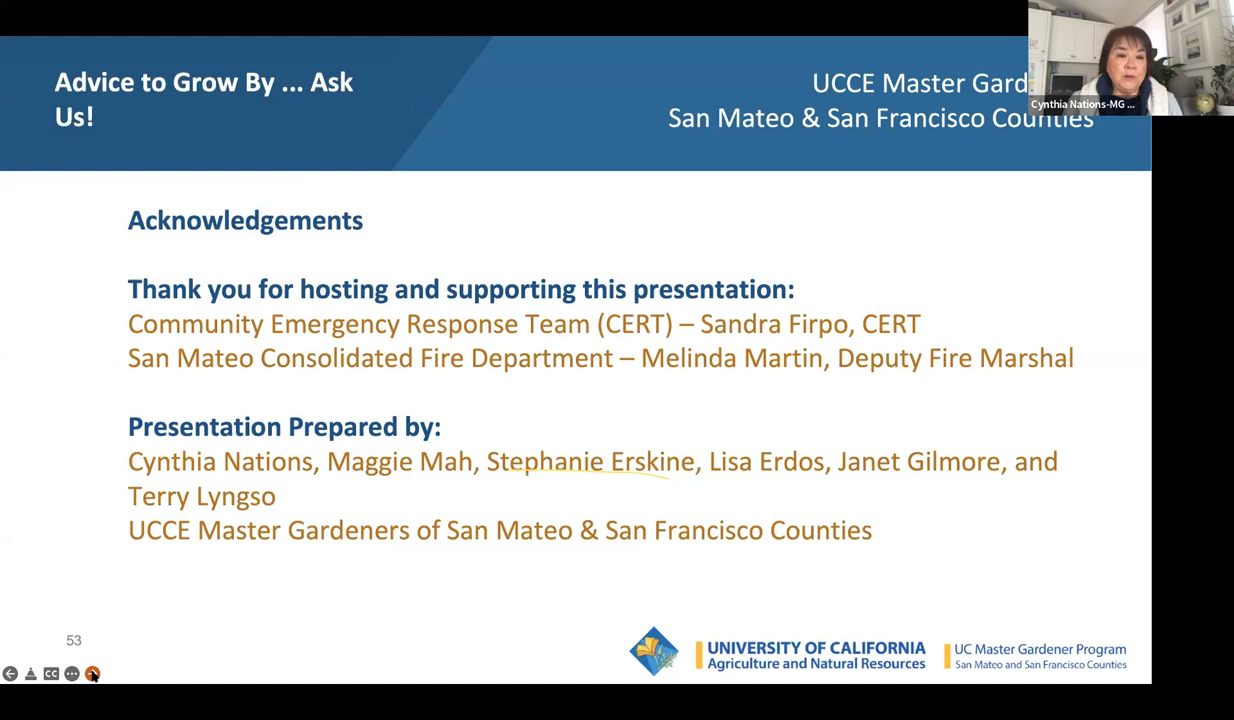 Advice to Grow By ... Ask
Us!
UCCE Master Gard
San Mateo & San Francisco Counties
Cynthia Nations-MG ...
Acknowledgements
Thank you for hosting and supporting this presentation:
Community Emergency Response Team (CERT) – Sandra Firpo, CERT
San Mateo Consolidated Fire Department – Melinda Martin, Deputy Fire Marshal
Presentation Prepared by:
Cynthia Nations, Maggie Mah, Stephanie Erskine, Lisa Erdos, Janet Gilmore, and
Terry Lyngso
UCCE Master Gardeners of San Mateo & San Francisco Counties
53
CC
UNIVERSITY OF CALIFORNIA
Agriculture and Natural Resources
UC Master Gardener Program
San Mateo and San Francisco Counties